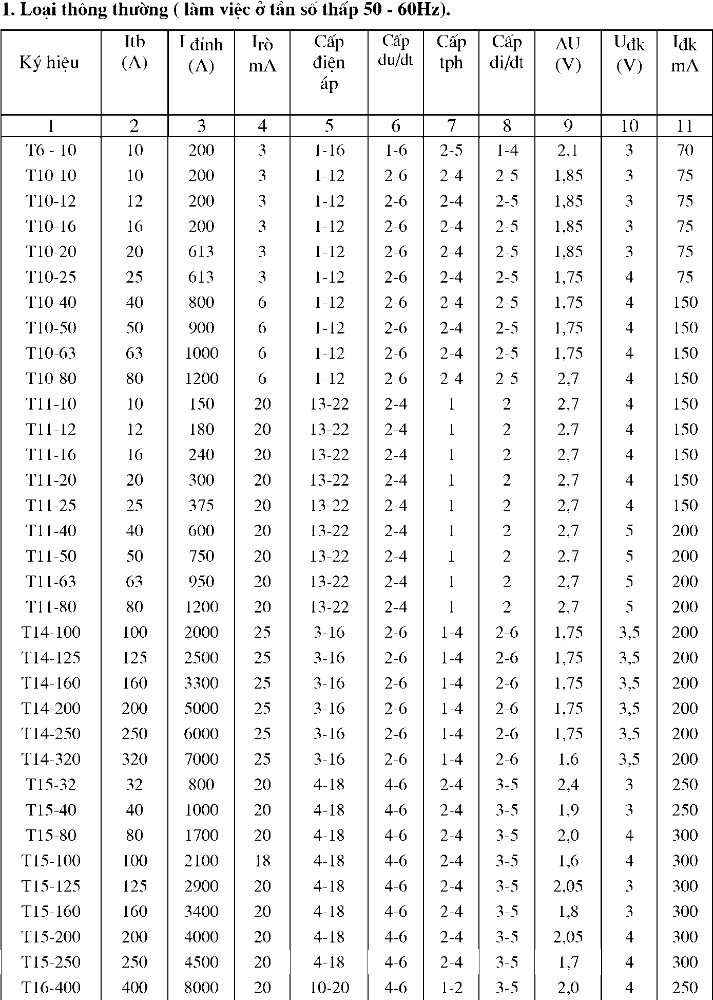 1. Loại thông thường ( làm việc ở tần số thấp 50 - 60Hz).
Ký hiệu Itb (A) I đỉnh (A) Irò mA Cấp điện áp Cấp du/dt Cấp tph Cấp di/dt ΔU (V) Uđk (V) Iđk mA
1 2 3 4 5 6 7 8 9 10 11
T6 - 10 10 200 3 1-16 1-6 2-5 1-4 2,1 3 70
T10-10 10 200 3 1-12 2-6 2-4 2-5 1,85 3 75
T10-12 12 200 3 1-12 2-6 2-4 2-5 1,85 3 75
T10-16 16 200 3 1-12 2-6 2-4 2-5 1,85 3 75
T10-20 20 613 3 1-12 2-6 2-4 2-5 1,85 3 75
T10-25 25 613 3 1-12 2-6 2-4 2-5 1,75 4 75
T10-40 40 800 6 1-12 2-6 2-4 2-5 1,75 4 150
T10-50 50 900 6 1-12 2-6 2-4 2-5 1,75 4 150
T10-63 63 1000 6 1-12 2-6 2-4 2-5 1,75 4 150
T10-80 80 1200 6 1-12 2-6 2-4 2-5 2,7 4 150
T11-10 10 150 20 13-22 2-4 1 2 2,7 4 150
T11-12 12 180 20 13-22 2-4 1 2 2,7 4 150
T11-16 16 240 20 13-22 2-4 1 2 2,7 4 150
T11-20 20 300 20 13-22 2-4 1 2 2,7 4 150
T11-25 25 375 20 13-22 2-4 1 2 2,7 4 150
T11-40 40 600 20 13-22 2-4 1 2 2,7 5 200
T11-50 50 750 20 13-22 2-4 1 2 2,7 5 200
T11-63 63 950 20 13-22 2-4 1 2 2,7 5 200
T11-80 80 1200 20 13-22 2-4 1 2 2,7 5 200
T14-100 100 2000 25 3-16 2-6 1-4 2-6 1,75 3,5 200
T14-125 125 2500 25 3-16 2-6 1-4 2-6 1,75 3,5 200
T14-160 160 3300 25 3-16 2-6 1-4 2-6 1,75 3,5 200
T14-200 200 5000 25 3-16 2-6 1-4 2-6 1,75 3,5 200
T14-250 250 6000 25 3-16 2-6 1-4 2-6 1,75 3,5 200
T14-320 320 7000 25 3-16 2-6 1-4 2-6 1,6 3,5 200
T15-32 32 800 20 4-18 4-6 2-4 3-5 2,4 3 250
T15-40 40 1000 20 4-18 4-6 2-4 3-5 1,9 3 250
T15-80 80 1700 20 4-18 4-6 2-4 3-5 2,0 4 300
T15-100 100 2100 18 4-18 4-6 2-4 3-5 1,6 4 300
T15-125 125 2900 20 4-18 4-6 2-4 3-5 2,05 3 300
T15-160 160 3400 20 4-18 4-6 2-4 3-5 1,8 3 300
T15-200 200 4000 20 4-18 4-6 2-4 3-5 2,05 4 300
T15-250 250 4500 20 4-18 4-6 2-4 3-5 1,7 4 300
T16-400 400 8000 20 10-20 4-6 1-2 3-5 2,0 4 250